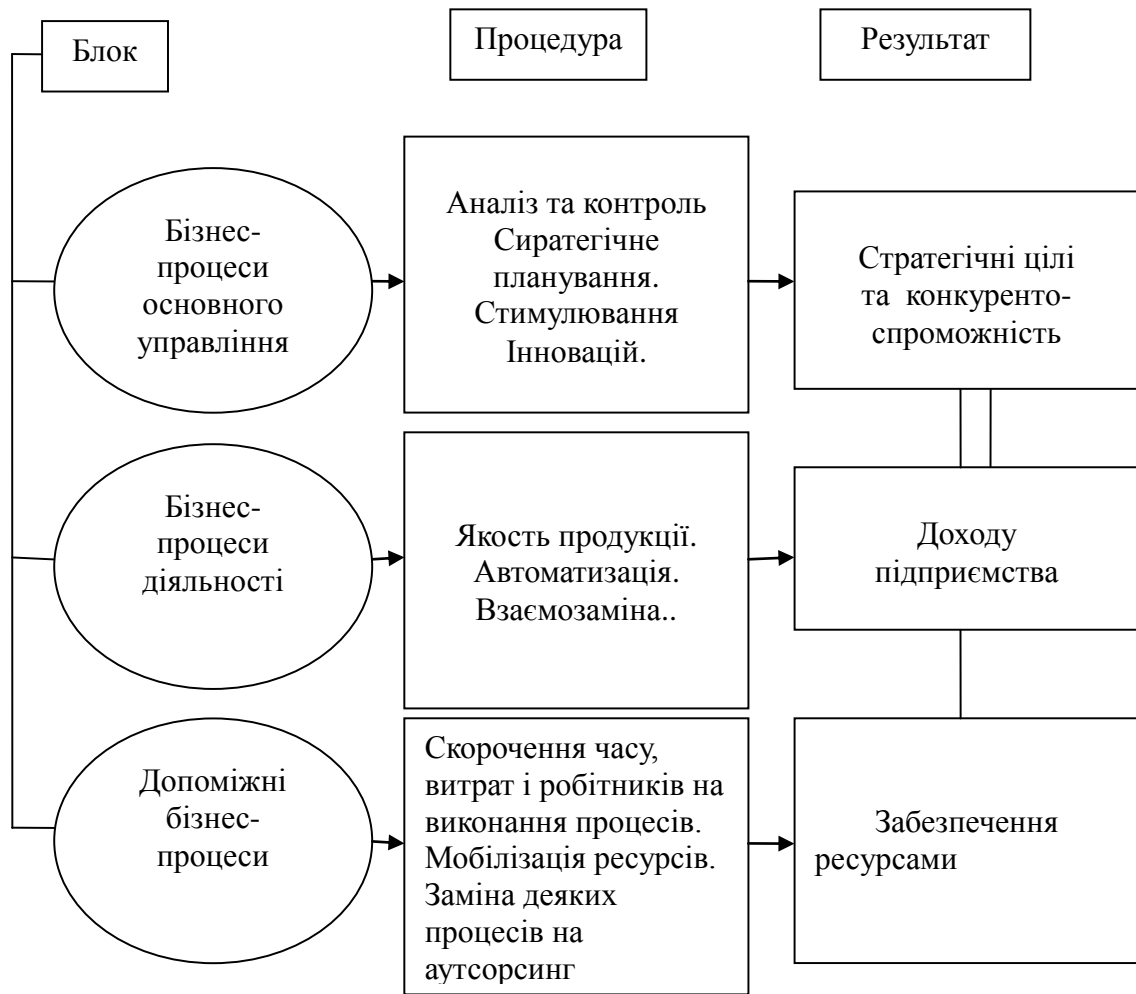 Блок
Процедура
Результат
Бізнес-
процеси
основного
управління
Аналіз та контроль
Сиратегічне
планування.
Стимулювання
Інновацій.
Стратегічні цілі
та конкуренто-
спроможність
Бізнес-
процеси
діяльності
Якость продукції.
Автоматизація.
Взаємозаміна..
Доходу
підприємства
Допоміжні
бізнес-
процеси
Скорочення часу,
витрат і робітників на
виконання процесів.
Мобілізація ресурсів.
Заміна деяких
процесів на
аутсорсинг
Забезпечення
ресурсами